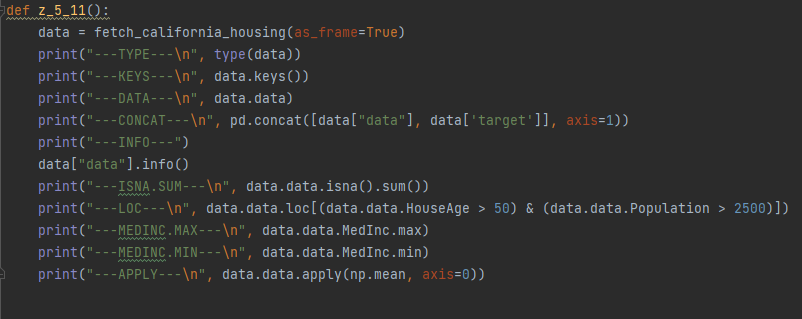 def z_5_11():
    data = fetch_california_housing(as_frame=True)
    print("---TYPE---\n", type(data))
    print("---KEYS---\n", data.keys())
    print("---DATA---\n", data.data)
    print("---CONCAT---\n", pd.concat([data["data"], data['target']], axis=1))
    print("---INFO---")
    data["data"].info()
    print("---ISNA.SUM---\n", data.data.isna().sum())
    print("---LOC---\n", data.data.loc[(data.data.HouseAge > 50) & (data.data.Population > 2500)])
    print("---MEDINC.MAX---\n", data.data.MedInc.max)
    print("---MEDINC.MIN---\n", data.data.MedInc.min)
    print("---APPLY---\n", data.data.apply(np.mean, axis=0))